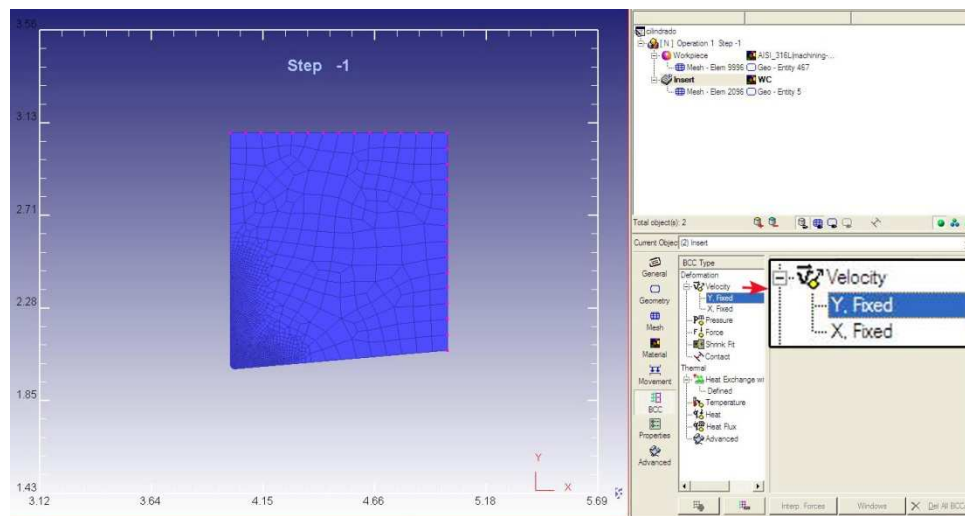 3.56
Step -1
3.13
2.71
2.28
1.85
1.43
3.12 3.64 4.15 4.66 5.18 5.69
Y
X
cilindrado
[ N ] Operation 1 Step -1
Workpiece AISI_316L(machining-...
Mesh - Elem 9996 Geo - Entity 467
Insert WC
Mesh - Elem 2096 Geo - Entity 5
Total object(s): 2
Current Objec (2) Insert
General
Geometry
Mesh
Material
Movement
BCC
Properties
Advanced
BCC Type
Deformation
Velocity
Y, Fixed
X, Fixed
Pressure
Force
Shrink Fit
Contact
Thermal
Heat Exchange wi
Defined
Temperature
Heat
Heat Flux
Advanced
Velocity
Y, Fixed
X, Fixed
Interp. Forces Windows Del All BCC